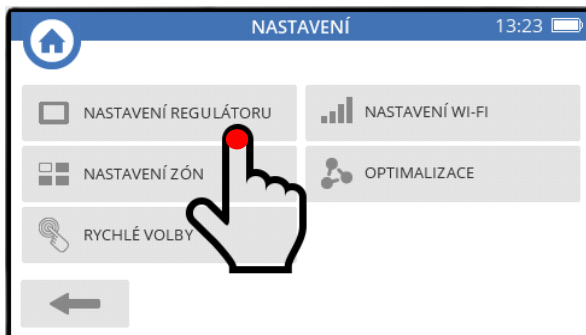 NASTAVENÍ 13:23
NASTAVENÍ REGULÁTORU
NASTAVENÍ WI-FI
NASTAVENÍ ZÓN
OPTIMALIZACE
RYCHLÉ VOLBY